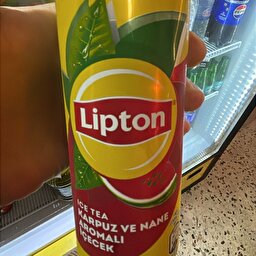 Lipton
ICE TEA
KARPUZ VE NANE
AROMALI
İÇECEK